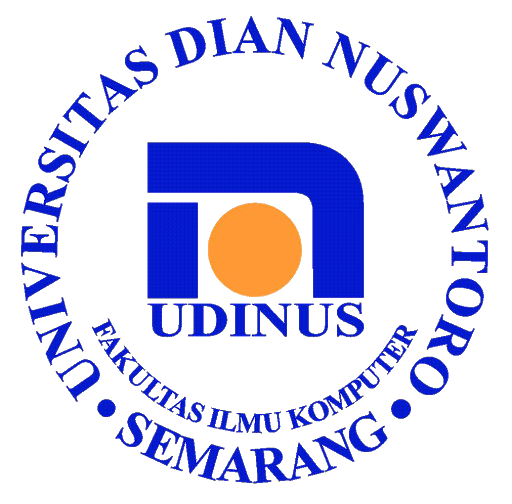 UNIVERSITAS DIAN NUSWANTORO
UDINUS
FAKULTAS ILMU KOMPUTER
• SEMARANG •